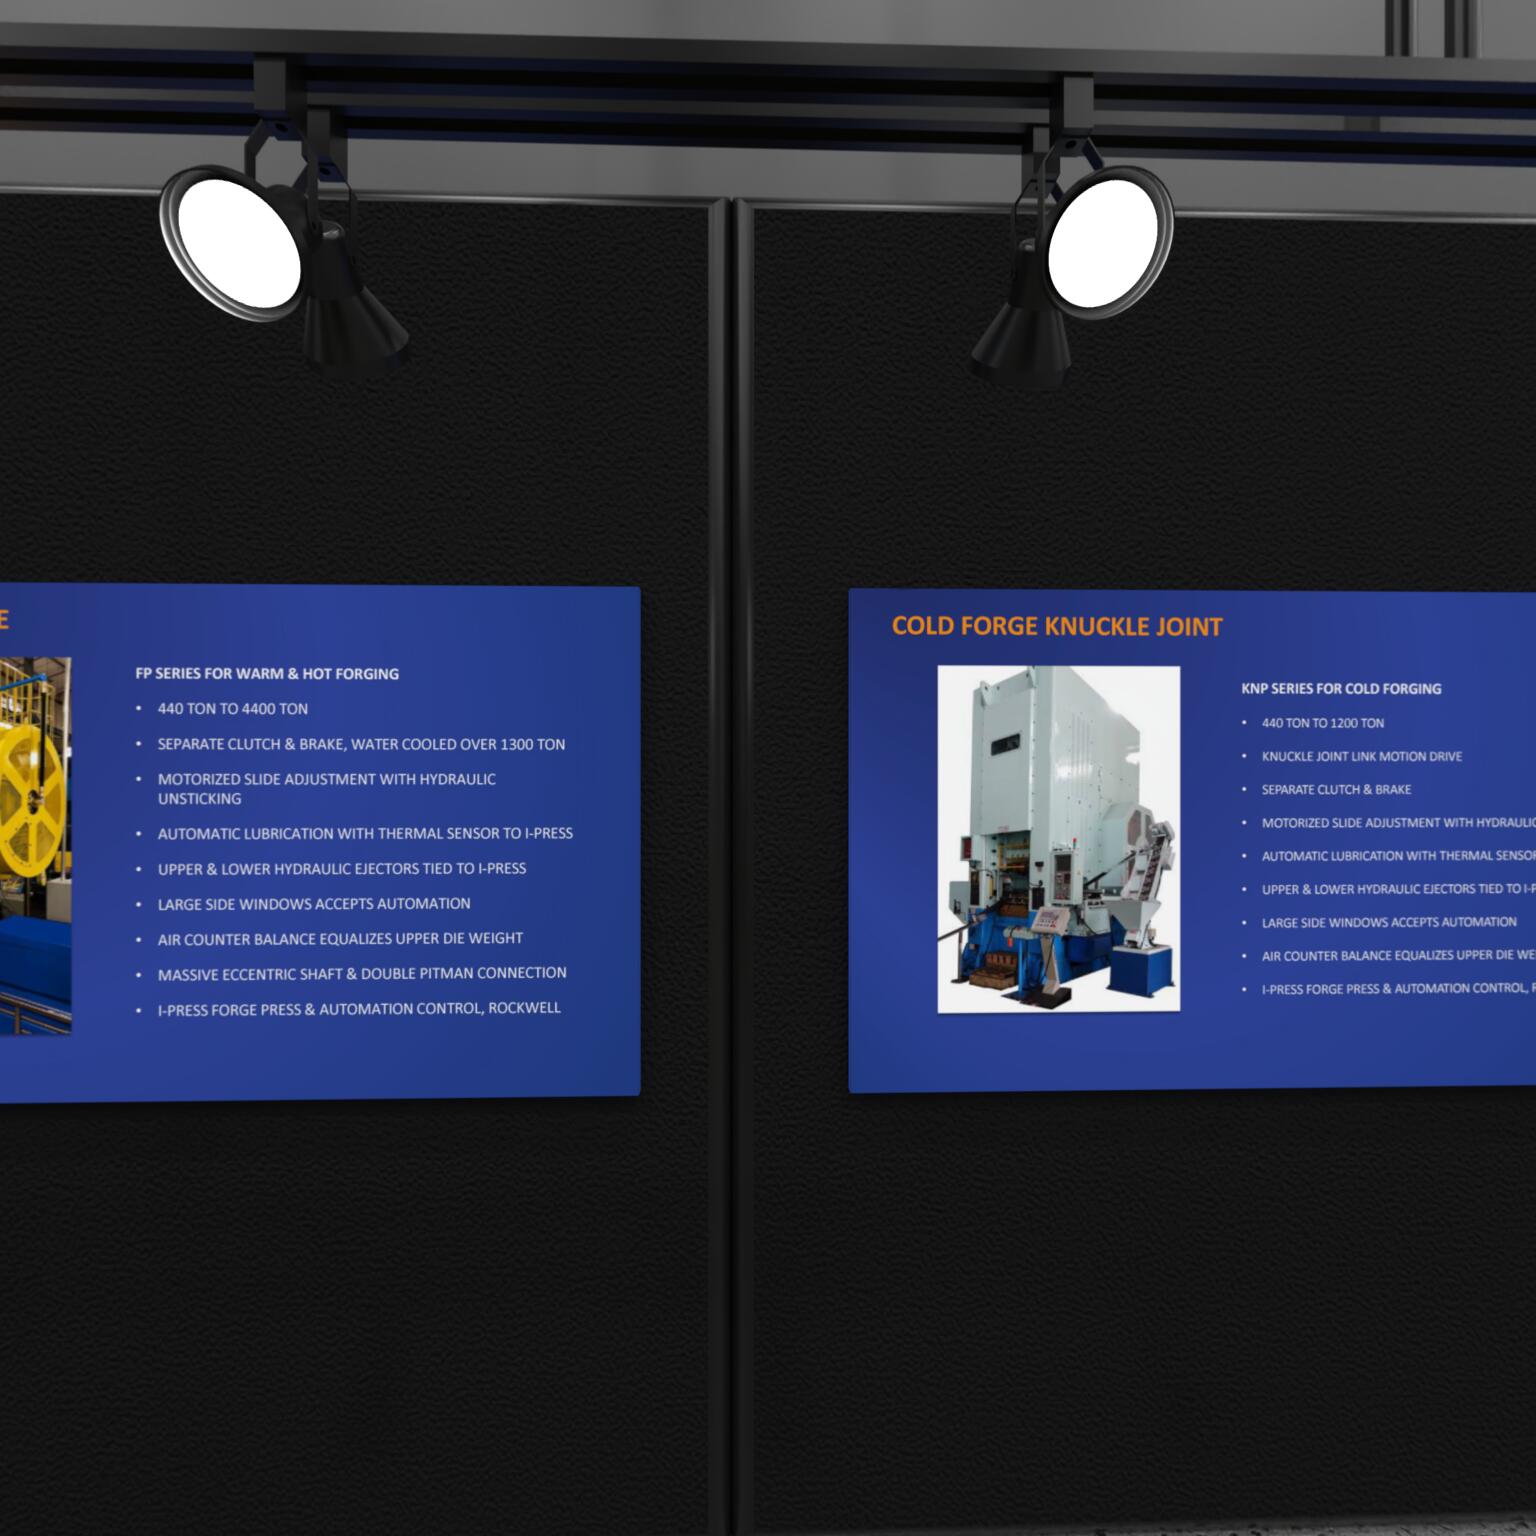 E
FP SERIES FOR WARM & HOT FORGING
• 440 TON TO 4400 TON
• SEPARATE CLUTCH & BRAKE, WATER COOLED OVER 1300 TON
• MOTORIZED SLIDE ADJUSTMENT WITH HYDRAULIC
UNSTICKING
• AUTOMATIC LUBRICATION WITH THERMAL SENSOR TO I-PRESS
• UPPER & LOWER HYDRAULIC EJECTORS TIED TO I-PRESS
• LARGE SIDE WINDOWS ACCEPTS AUTOMATION
• AIR COUNTER BALANCE EQUALIZES UPPER DIE WEIGHT
• MASSIVE ECCENTRIC SHAFT & DOUBLE PITMAN CONNECTION
• I-PRESS FORGE PRESS & AUTOMATION CONTROL, ROCKWELL
COLD FORGE KNUCKLE JOINT
KNP SERIES FOR COLD FORGING
• 440 TON TO 1200 TON
• KNUCKLE JOINT LINK MOTION DRIVE
• SEPARATE CLUTCH & BRAKE
• MOTORIZED SLIDE ADJUSTMENT WITH HYDRAULIC
• AUTOMATIC LUBRICATION WITH THERMAL SENSOR
• UPPER & LOWER HYDRAULIC EJECTORS TIED TO I-P
• LARGE SIDE WINDOWS ACCEPTS AUTOMATION
• AIR COUNTER BALANCE EQUALIZES UPPER DIE WE
• I-PRESS FORGE PRESS & AUTOMATION CONTROL,